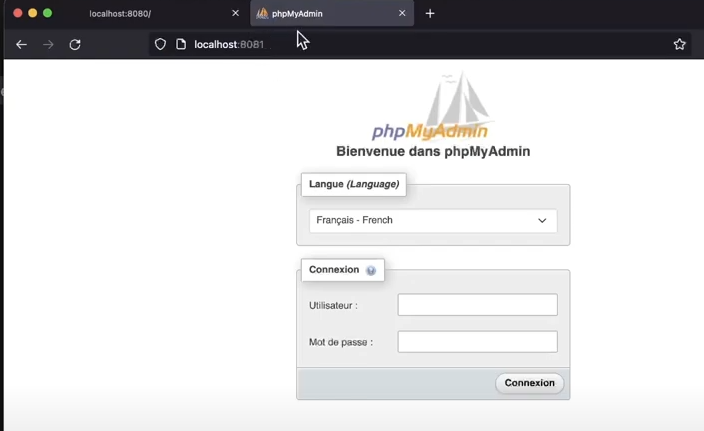 localhost:8080/
phpMyAdmin
localhost:8081
phpMyAdmin
Bienvenue dans phpMyAdmin
Langue (Language)
Français - French
Connexion
Utilisateur :
Mot de passe :
Connexion